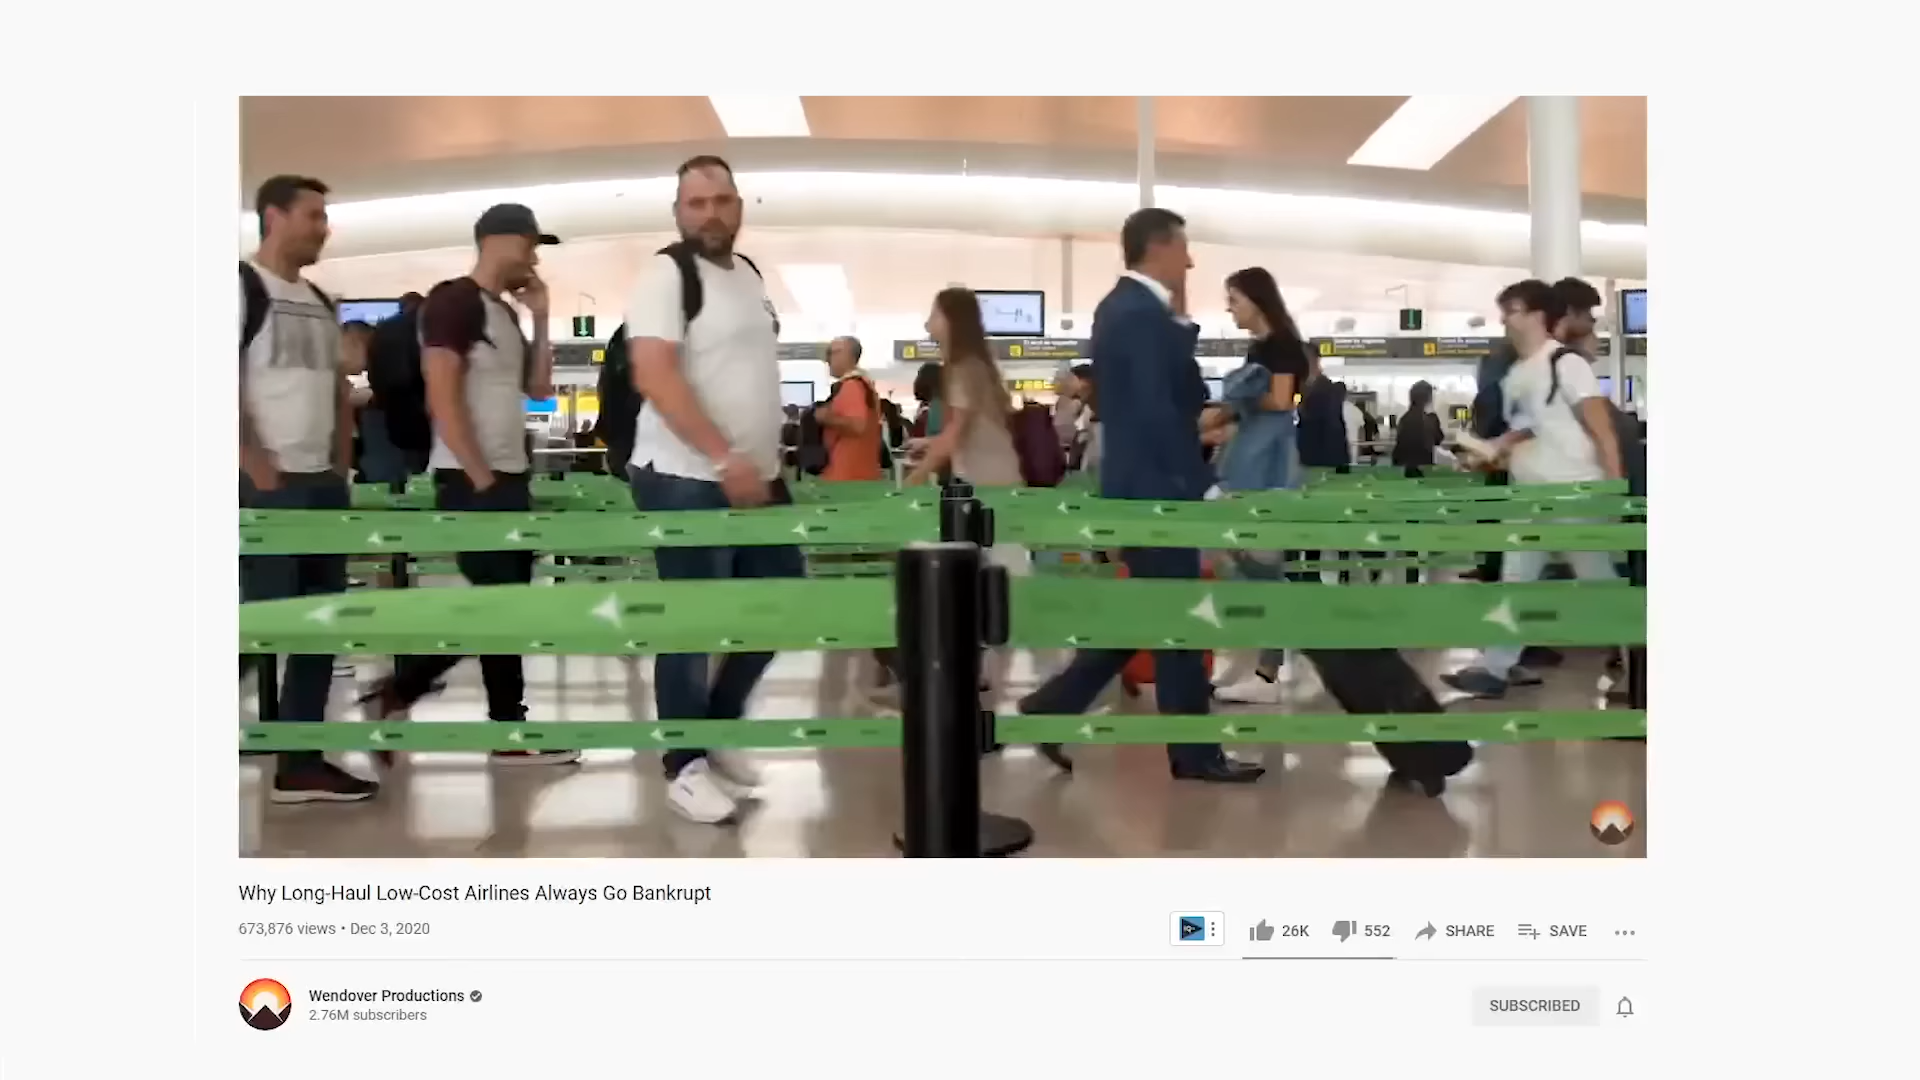 Why Long-Haul Low-Cost Airlines Always Go Bankrupt
673,876 views • Dec 3, 2020
26K
552
SHARE
SAVE
Wendover Productions
2.76M subscribers
SUBSCRIBED